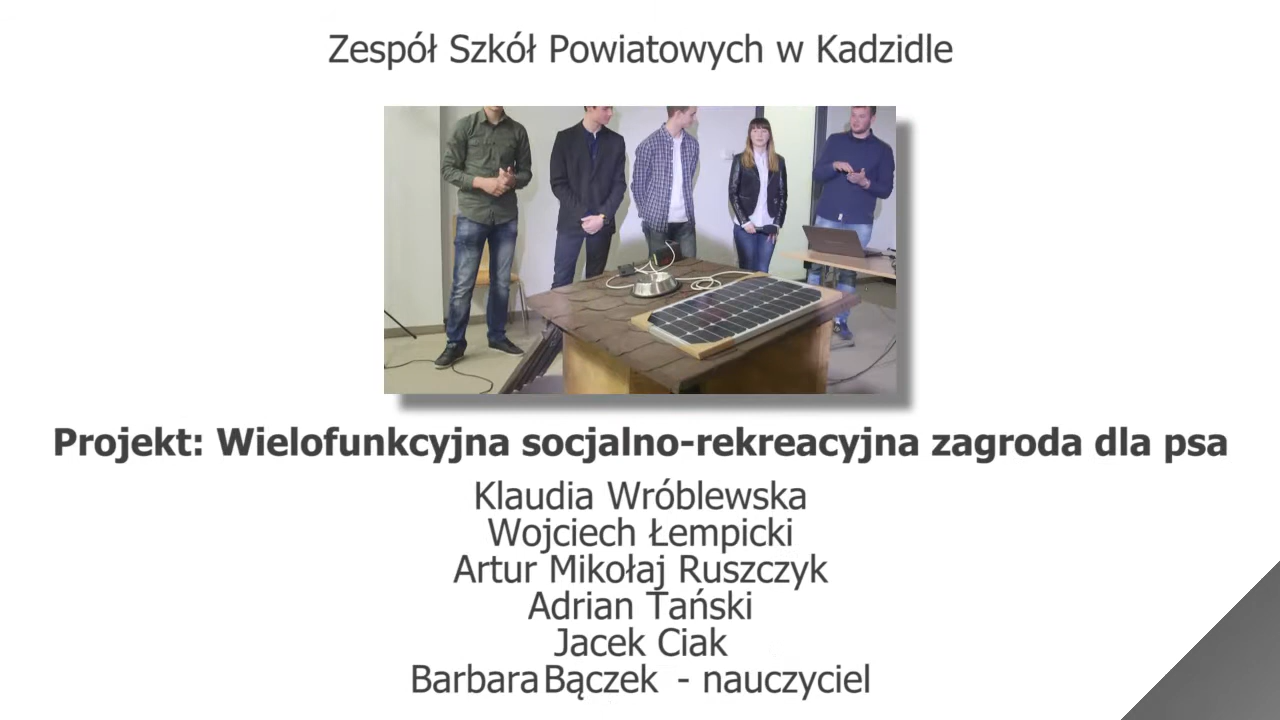 Zespół Szkół Powiatowych w Kadzidle
Projekt: Wielofunkcyjna socjalno-rekreacyjna zagroda dla psa
Klaudia Wróblewska
Wojciech Łempicki
Artur Mikołaj Ruszczyk
Adrian Tański
Jacek Ciak
Barbara Bączek - nauczyciel